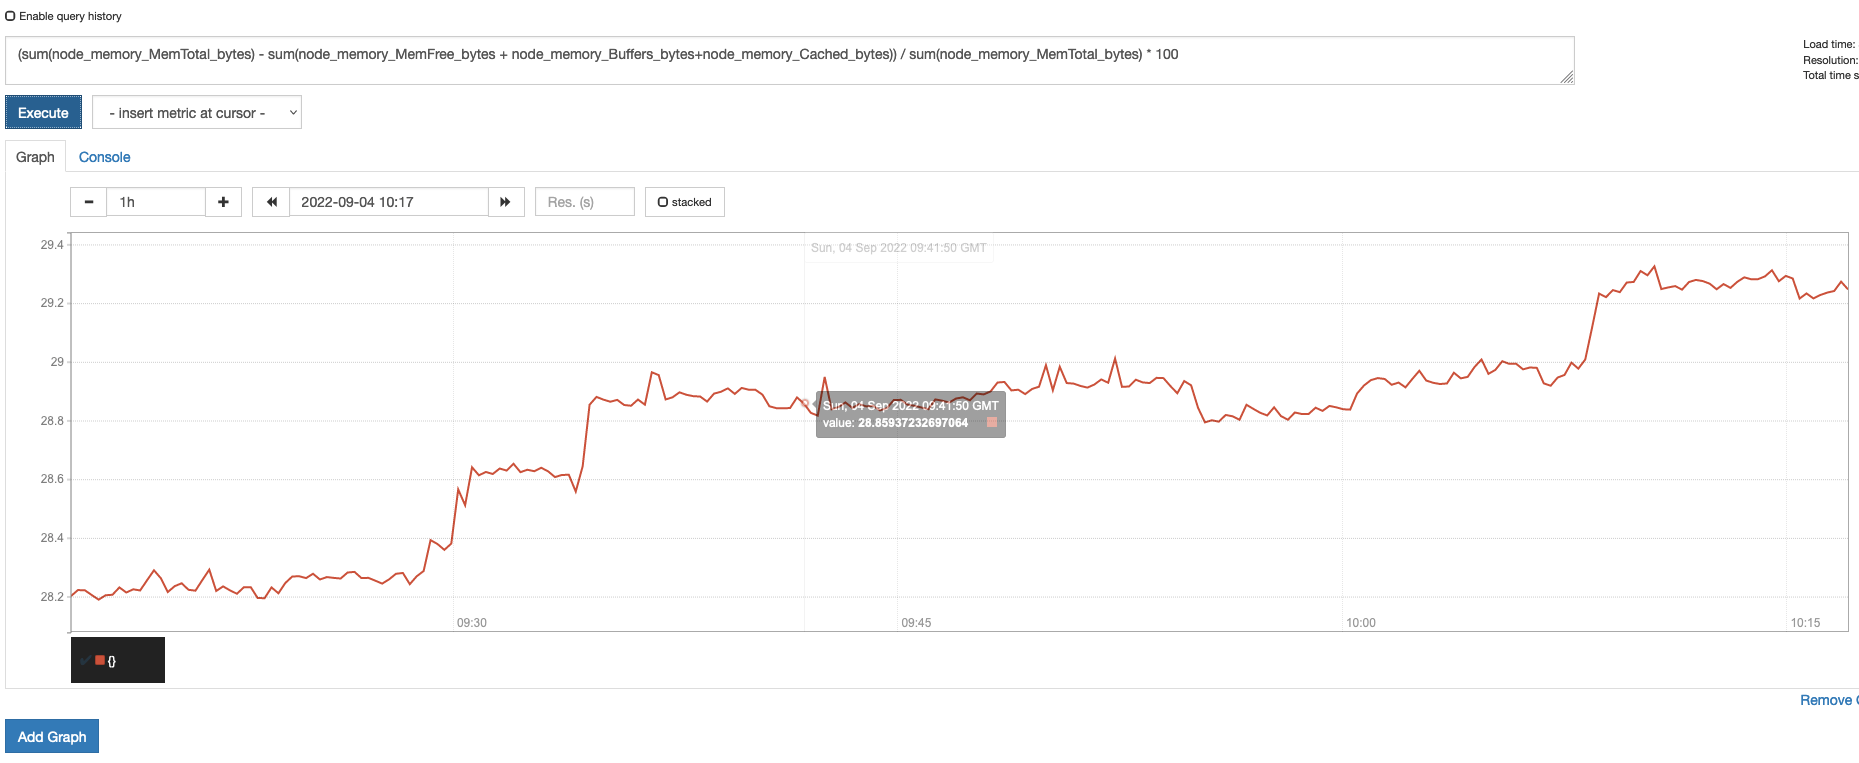 Enable query history
(sum(node_memory_MemTotal_bytes) - sum(node_memory_MemFree_bytes + node_memory_Buffers_bytes+node_memory_Cached_bytes)) / sum(node_memory_MemTotal_bytes) * 100
Load time:
Resolution:
Total time s
Execute
- insert metric at cursor -
Graph Console
1h 2022-09-04 10:17 Res. (s) stacked
Sun, 04 Sep 2022 09:41:50 GMT
29.4
29.2
29
28.8
28.6
28.4
28.2
Sun, 04 Sep 2022 09:41:50 GMT
value: 28.85937232697064
09:30 09:45 10:00 10:15
{}
Remove
Add Graph